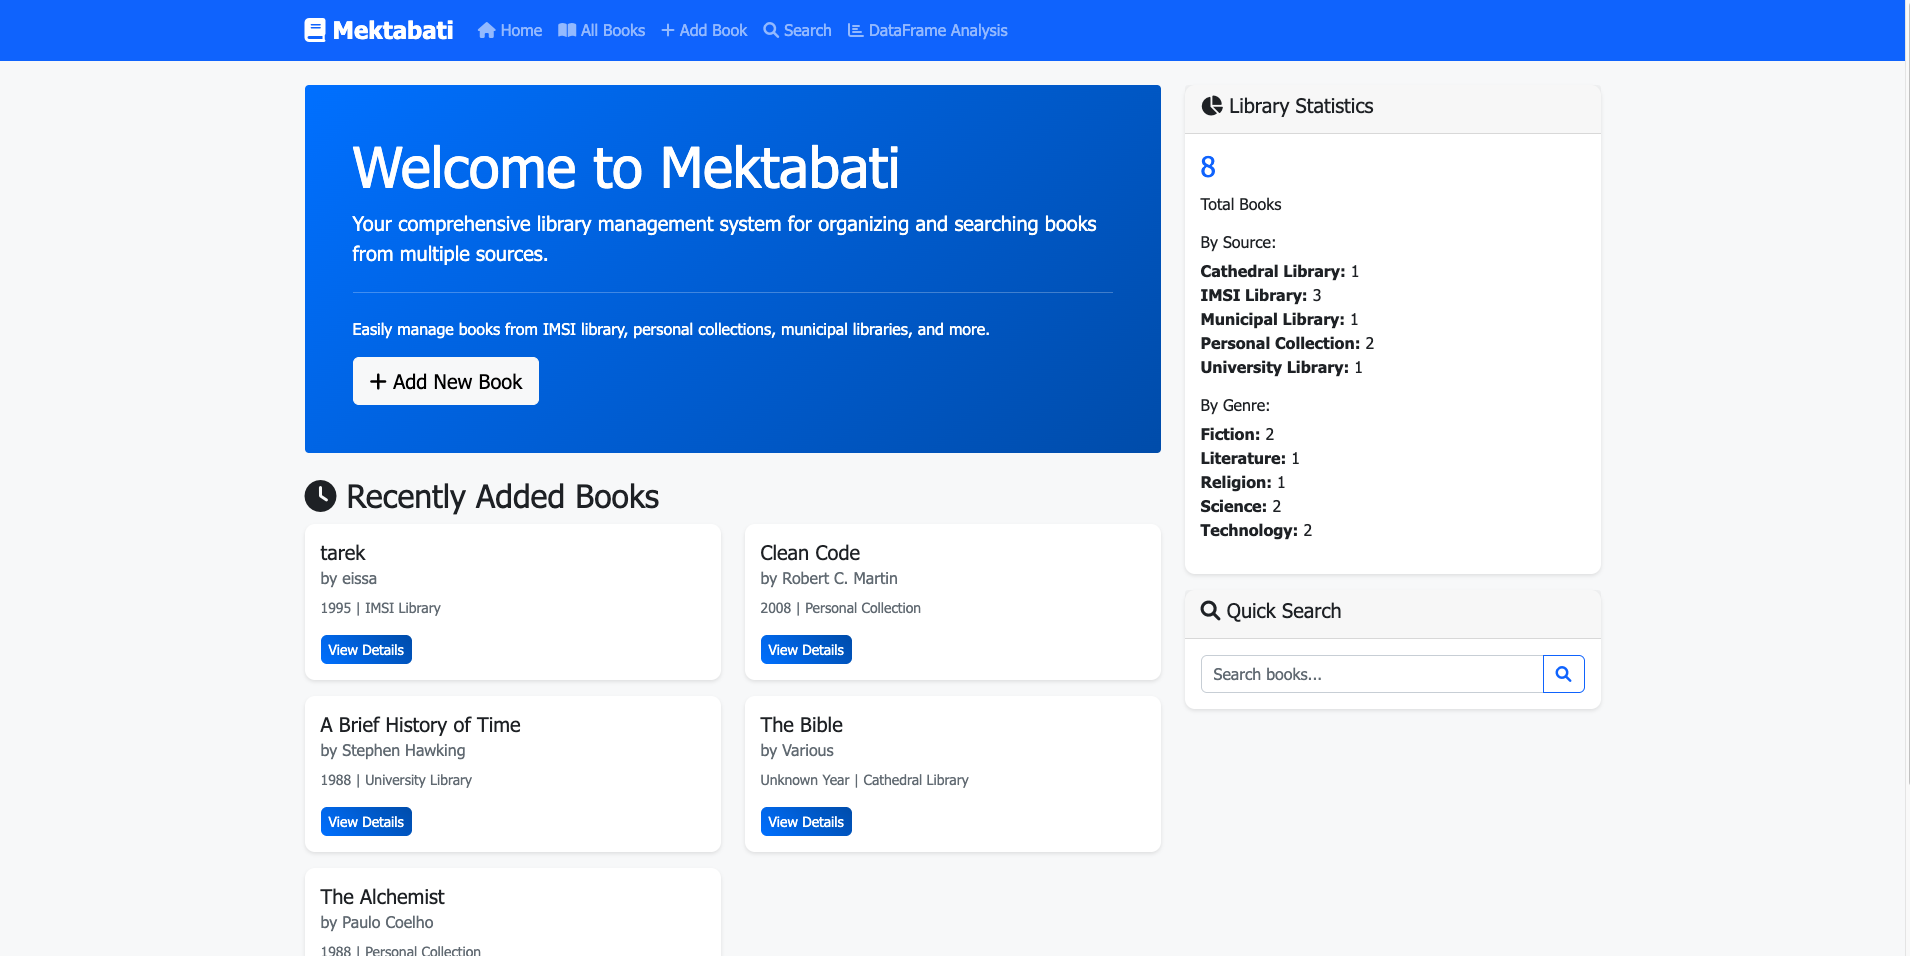 Mektabati
Home
All Books
Add Book
Search
DataFrame Analysis
Welcome to Mektabati
Your comprehensive library management system for organizing and searching books
from multiple sources.
Easily manage books from IMSI library, personal collections, municipal libraries, and more.
+ Add New Book
Recently Added Books
tarek
by eissa
1995 | IMSI Library
View Details
Clean Code
by Robert C. Martin
2008 | Personal Collection
View Details
A Brief History of Time
by Stephen Hawking
1988 | University Library
View Details
The Bible
by Various
Unknown Year | Cathedral Library
View Details
The Alchemist
by Paulo Coelho
1988 | Personal Collection
Library Statistics
8
Total Books
By Source:
Cathedral Library: 1
IMSI Library: 3
Municipal Library: 1
Personal Collection: 2
University Library: 1
By Genre:
Fiction: 2
Literature: 1
Religion: 1
Science: 2
Technology: 2
Quick Search
Search books...